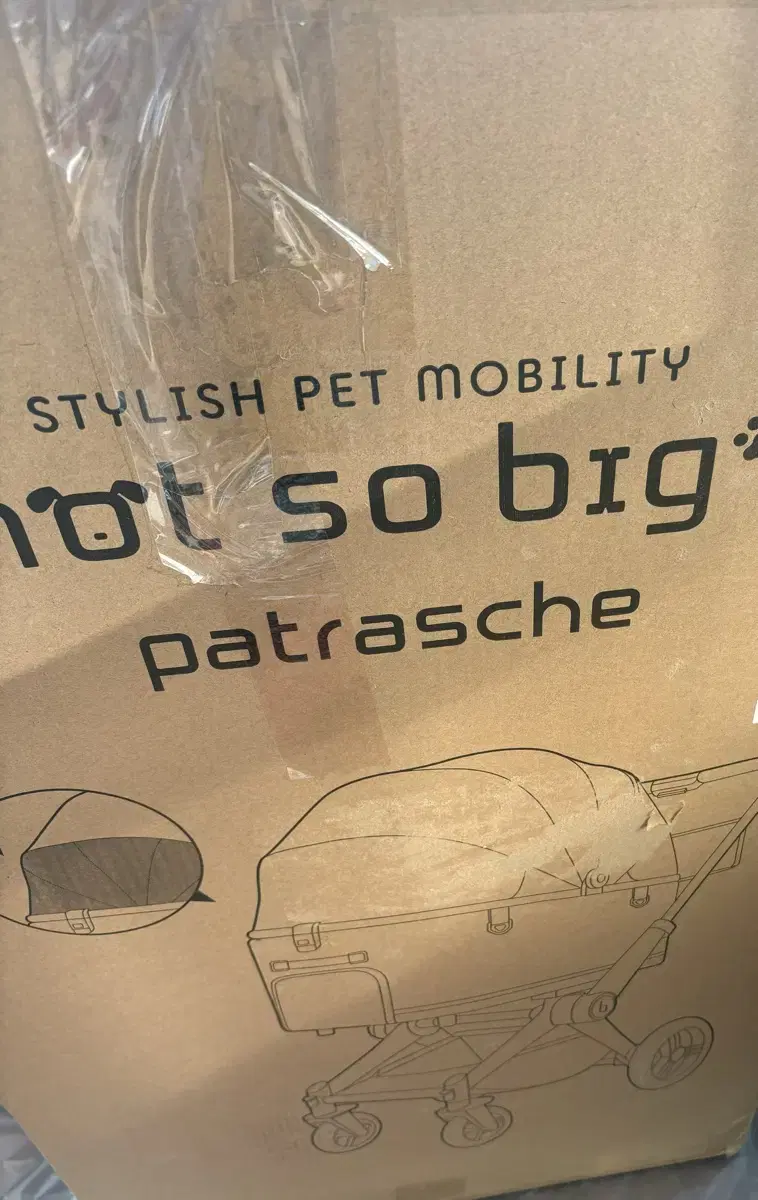 STYLISH PET MOBILITY
not so big
patrasche